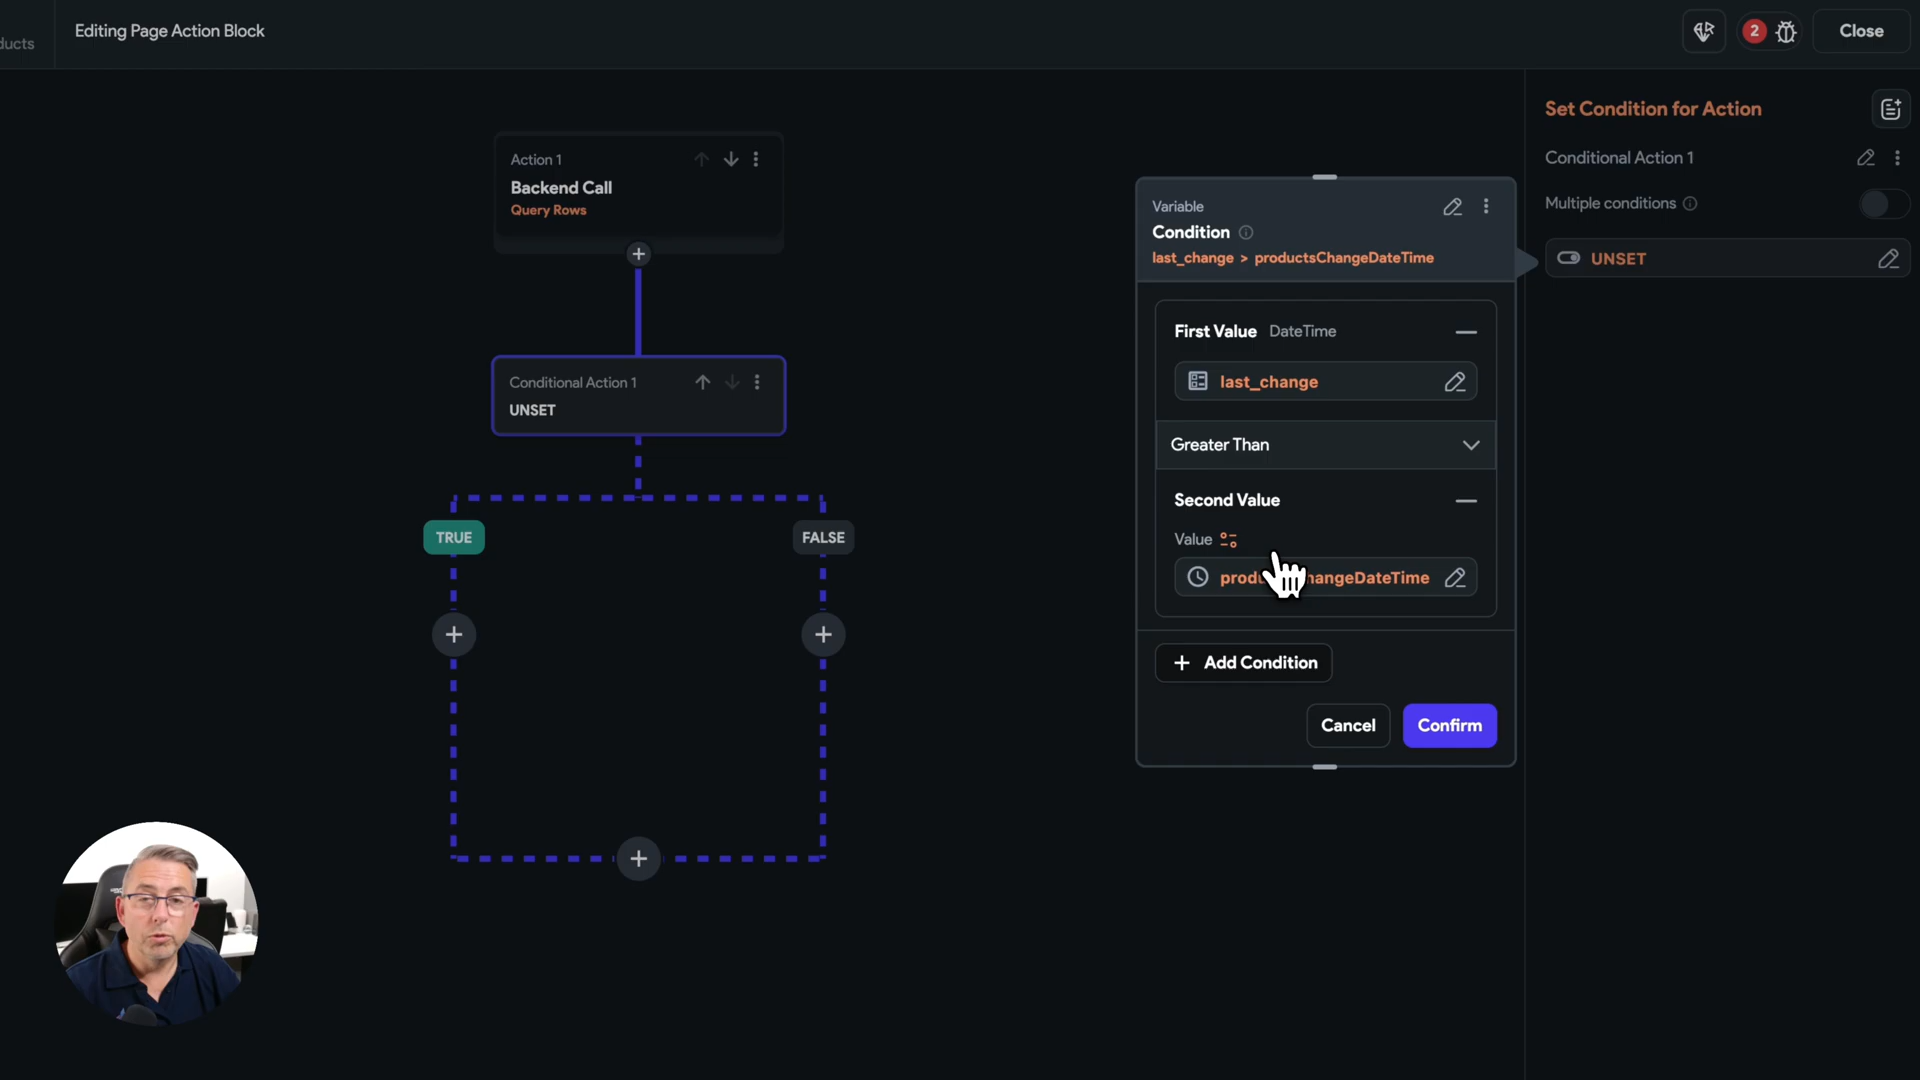 ducts
Editing Page Action Block
2
Close
Action 1
Backend Call
Query Rows
Conditional Action 1
UNSET
TRUE
FALSE
Variable
Condition
last_change > productsChangeDateTime
First Value DateTime
last_change
Greater Than
Second Value
Value
productsChangeDateTime
Add Condition
Cancel
Confirm
Set Condition for Action
Conditional Action 1
Multiple conditions
UNSET